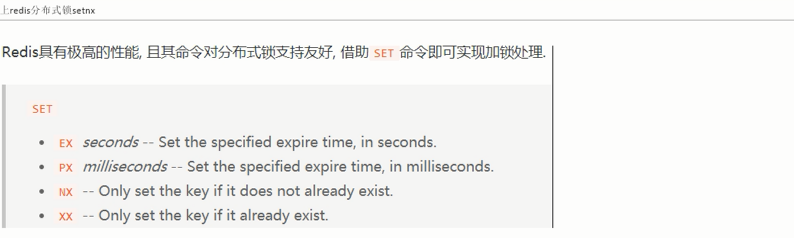 上redis分布式锁setnx
Redis具有极高的性能, 且其命令对分布式锁支持友好, 借助 SET 命令即可实现加锁处理.
SET
• EX seconds -- Set the specified expire time, in seconds.
• PX milliseconds -- Set the specified expire time, in milliseconds.
• NX -- Only set the key if it does not already exist.
• XX -- Only set the key if it already exist.